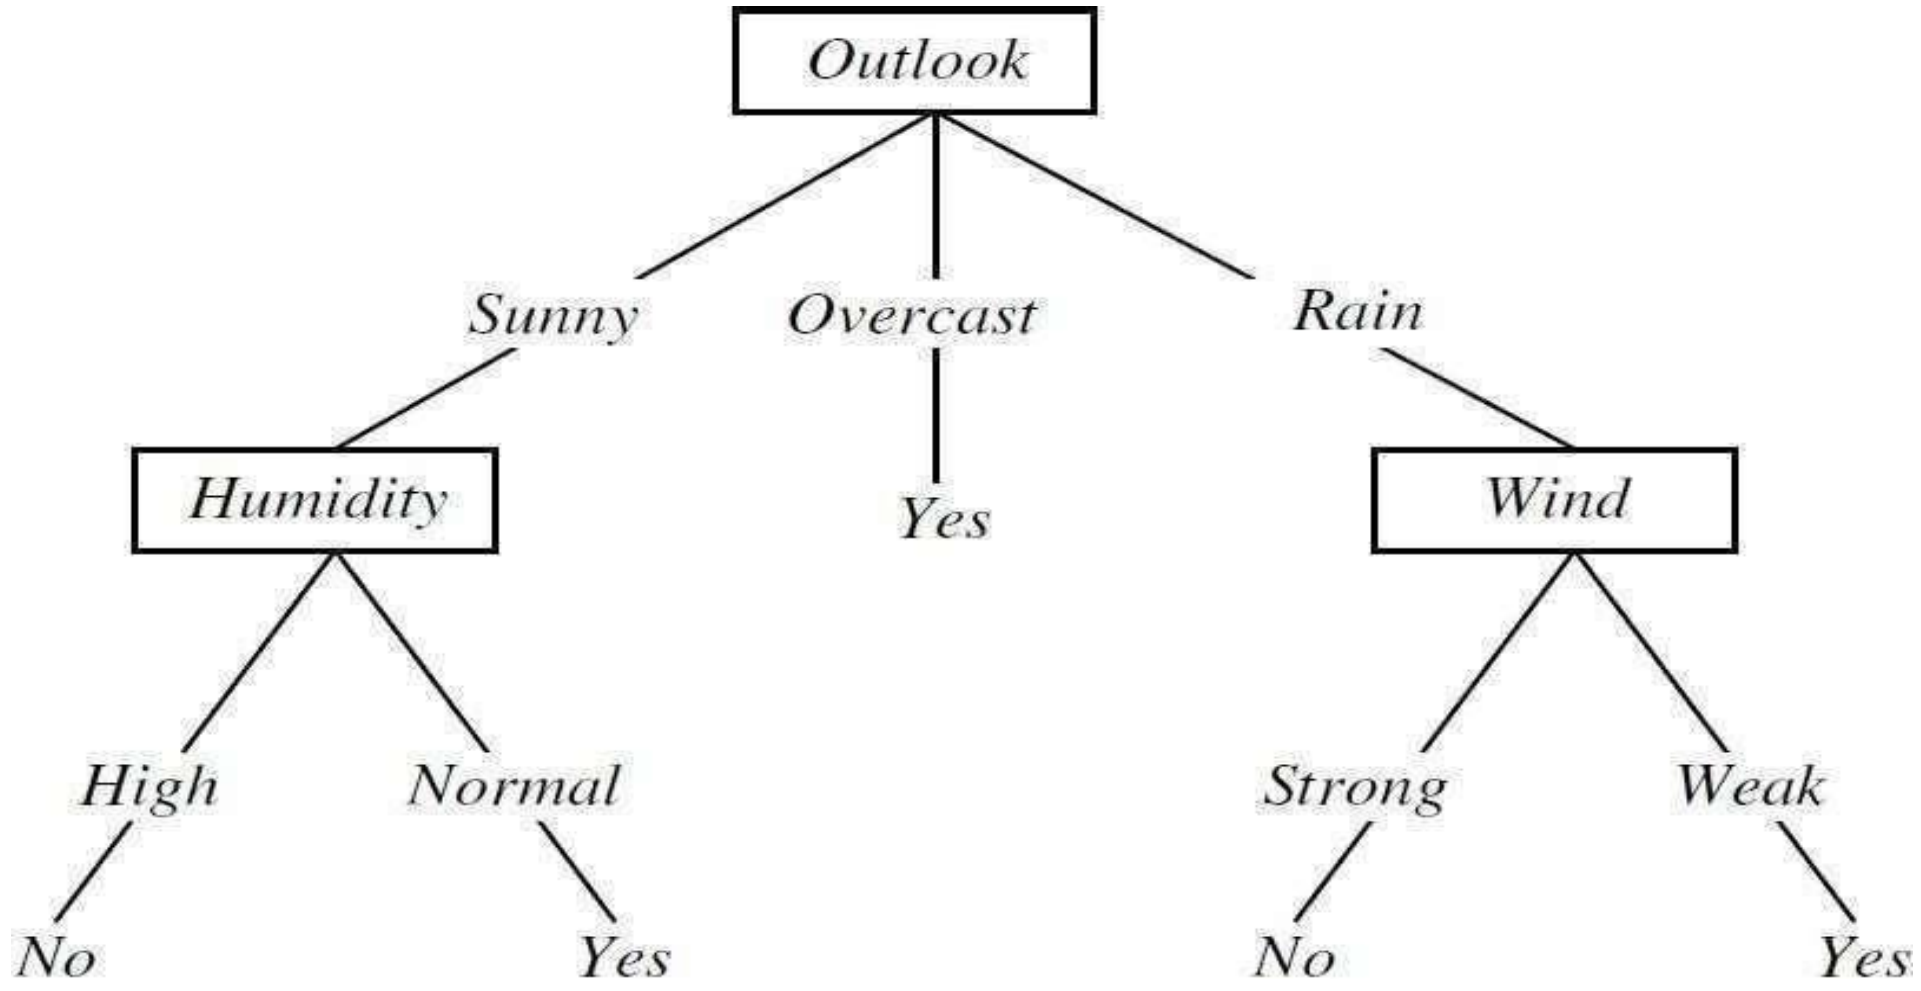 Outlook
Sunny Overcast Rain
Humidity Yes Wind
High Normal Strong Weak
No Yes No Yes